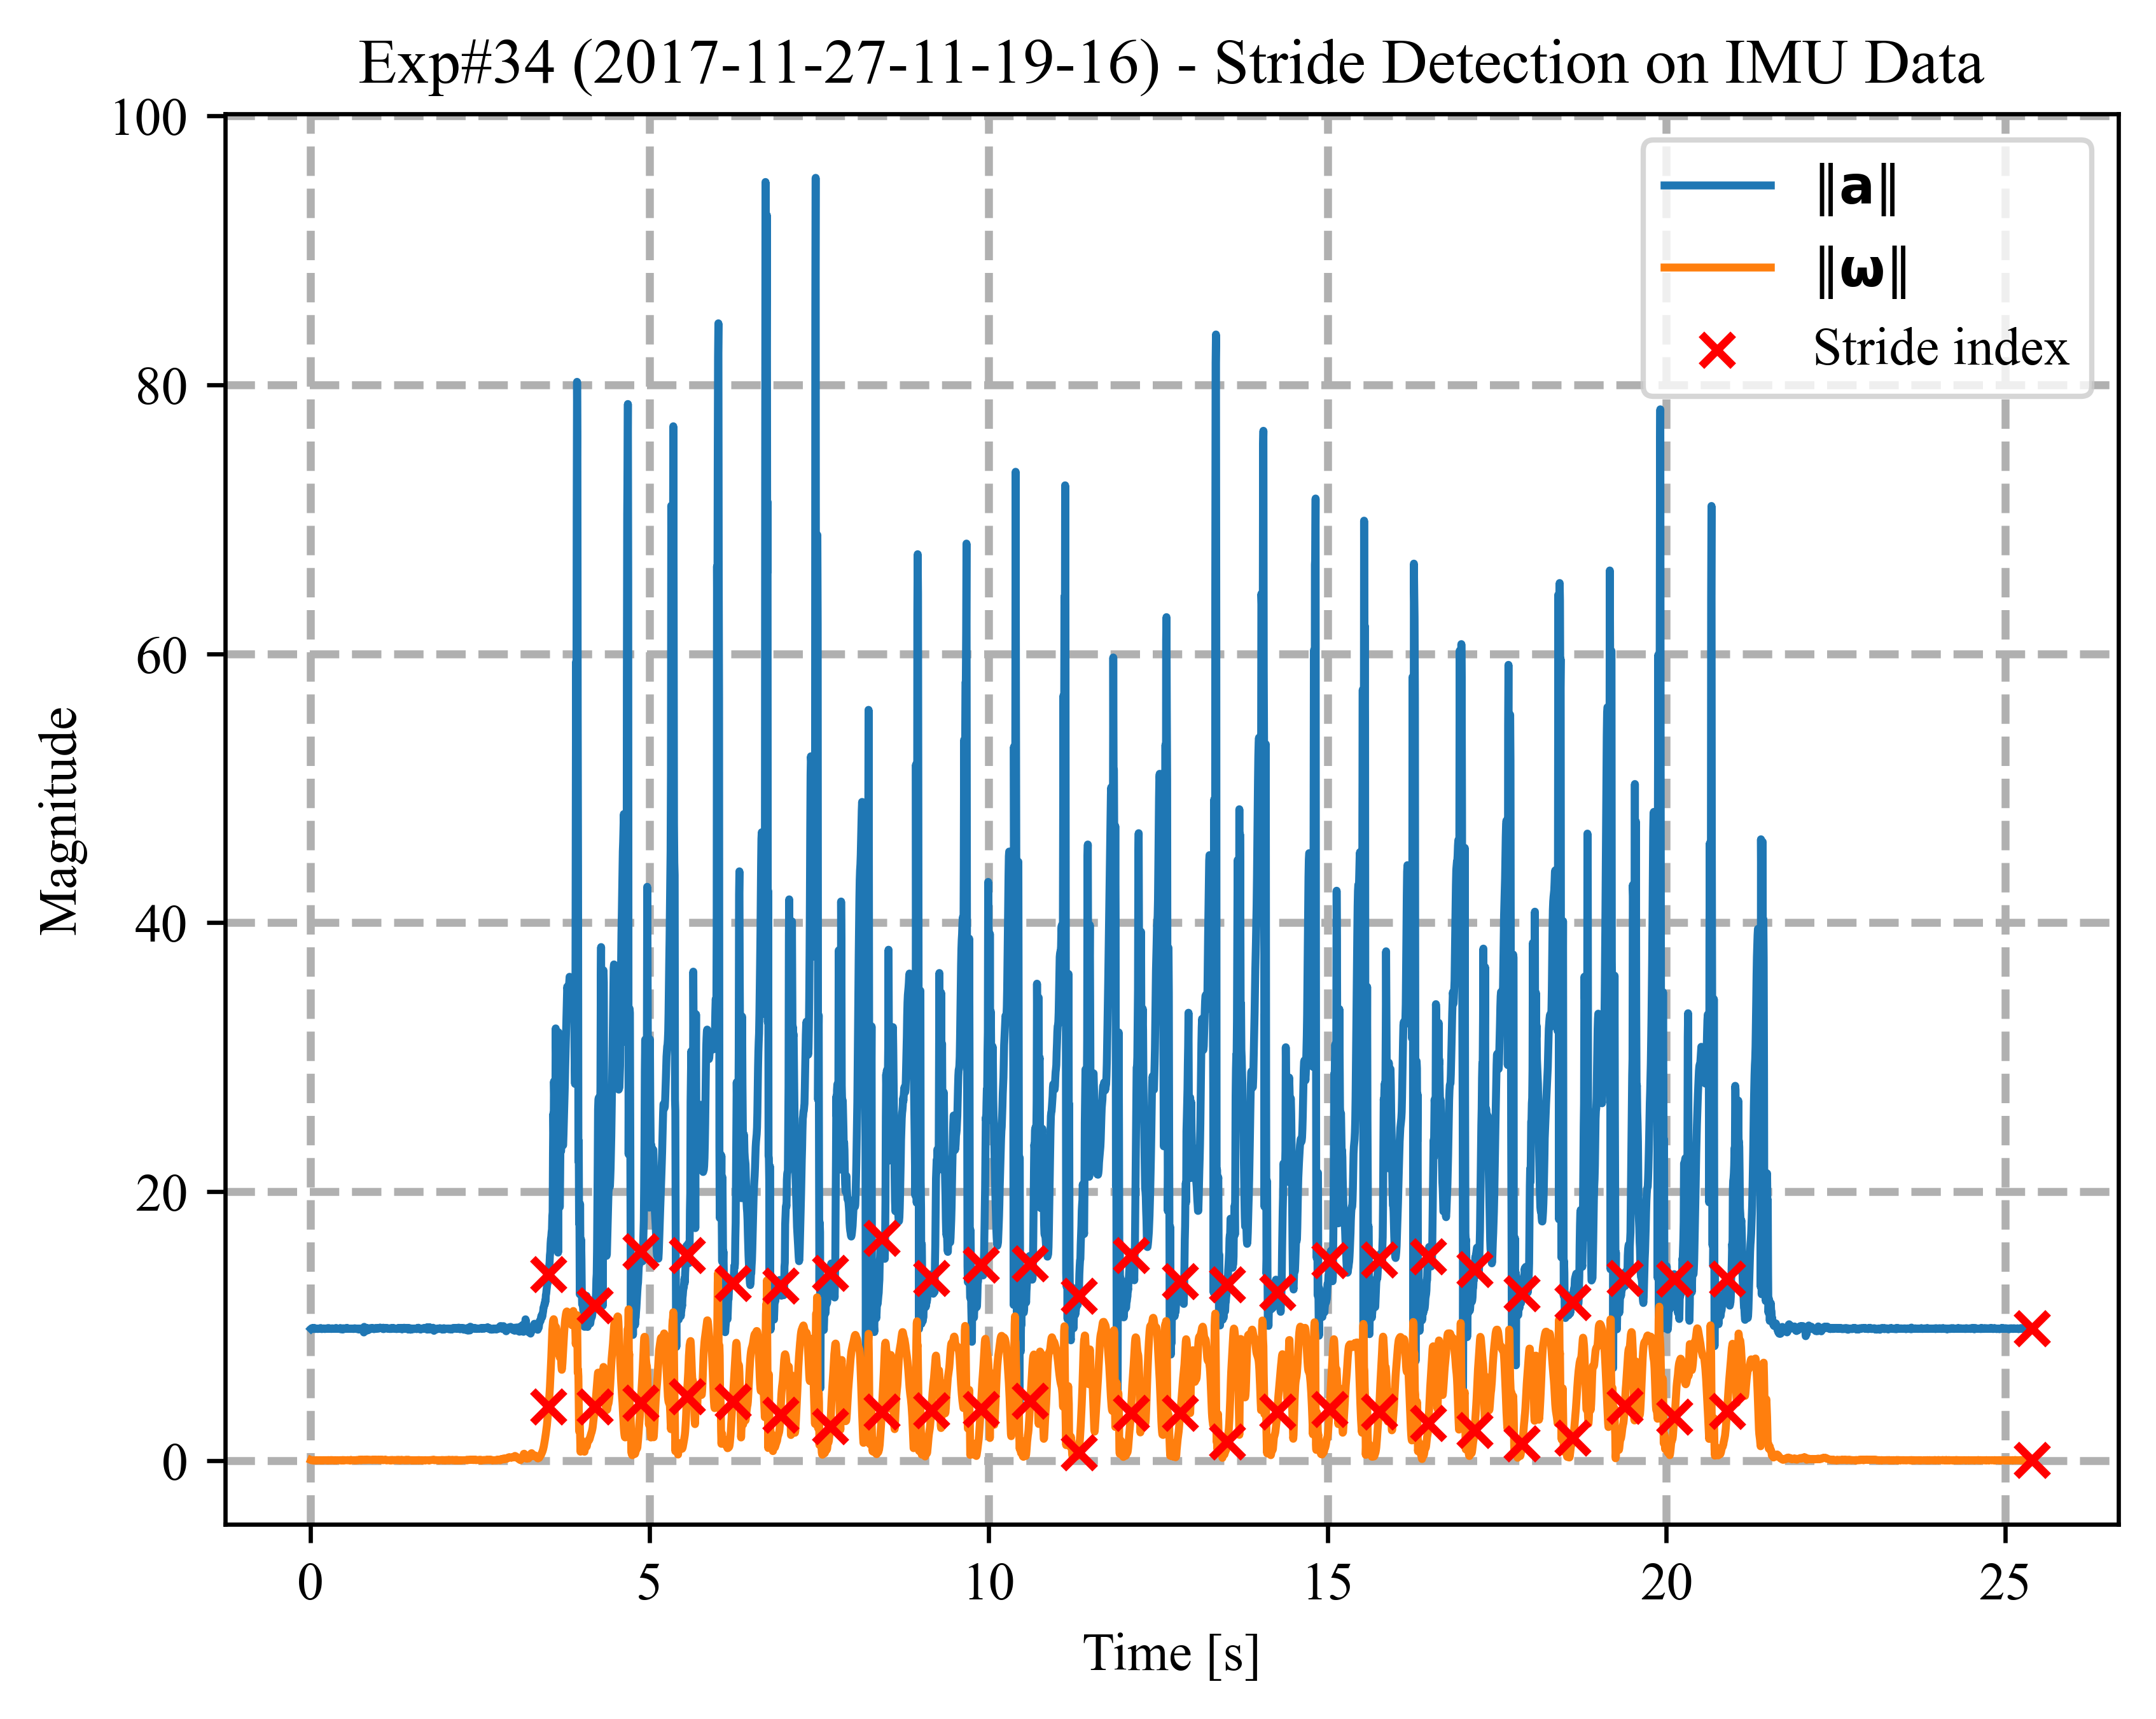 Exp#34 (2017-11-27-11-19-16) - Stride Detection on IMU Data
100
80
60
40
20
0
Magnitude
‖a‖
‖ω‖
Stride index
0 5 10 15 20 25
Time [s]